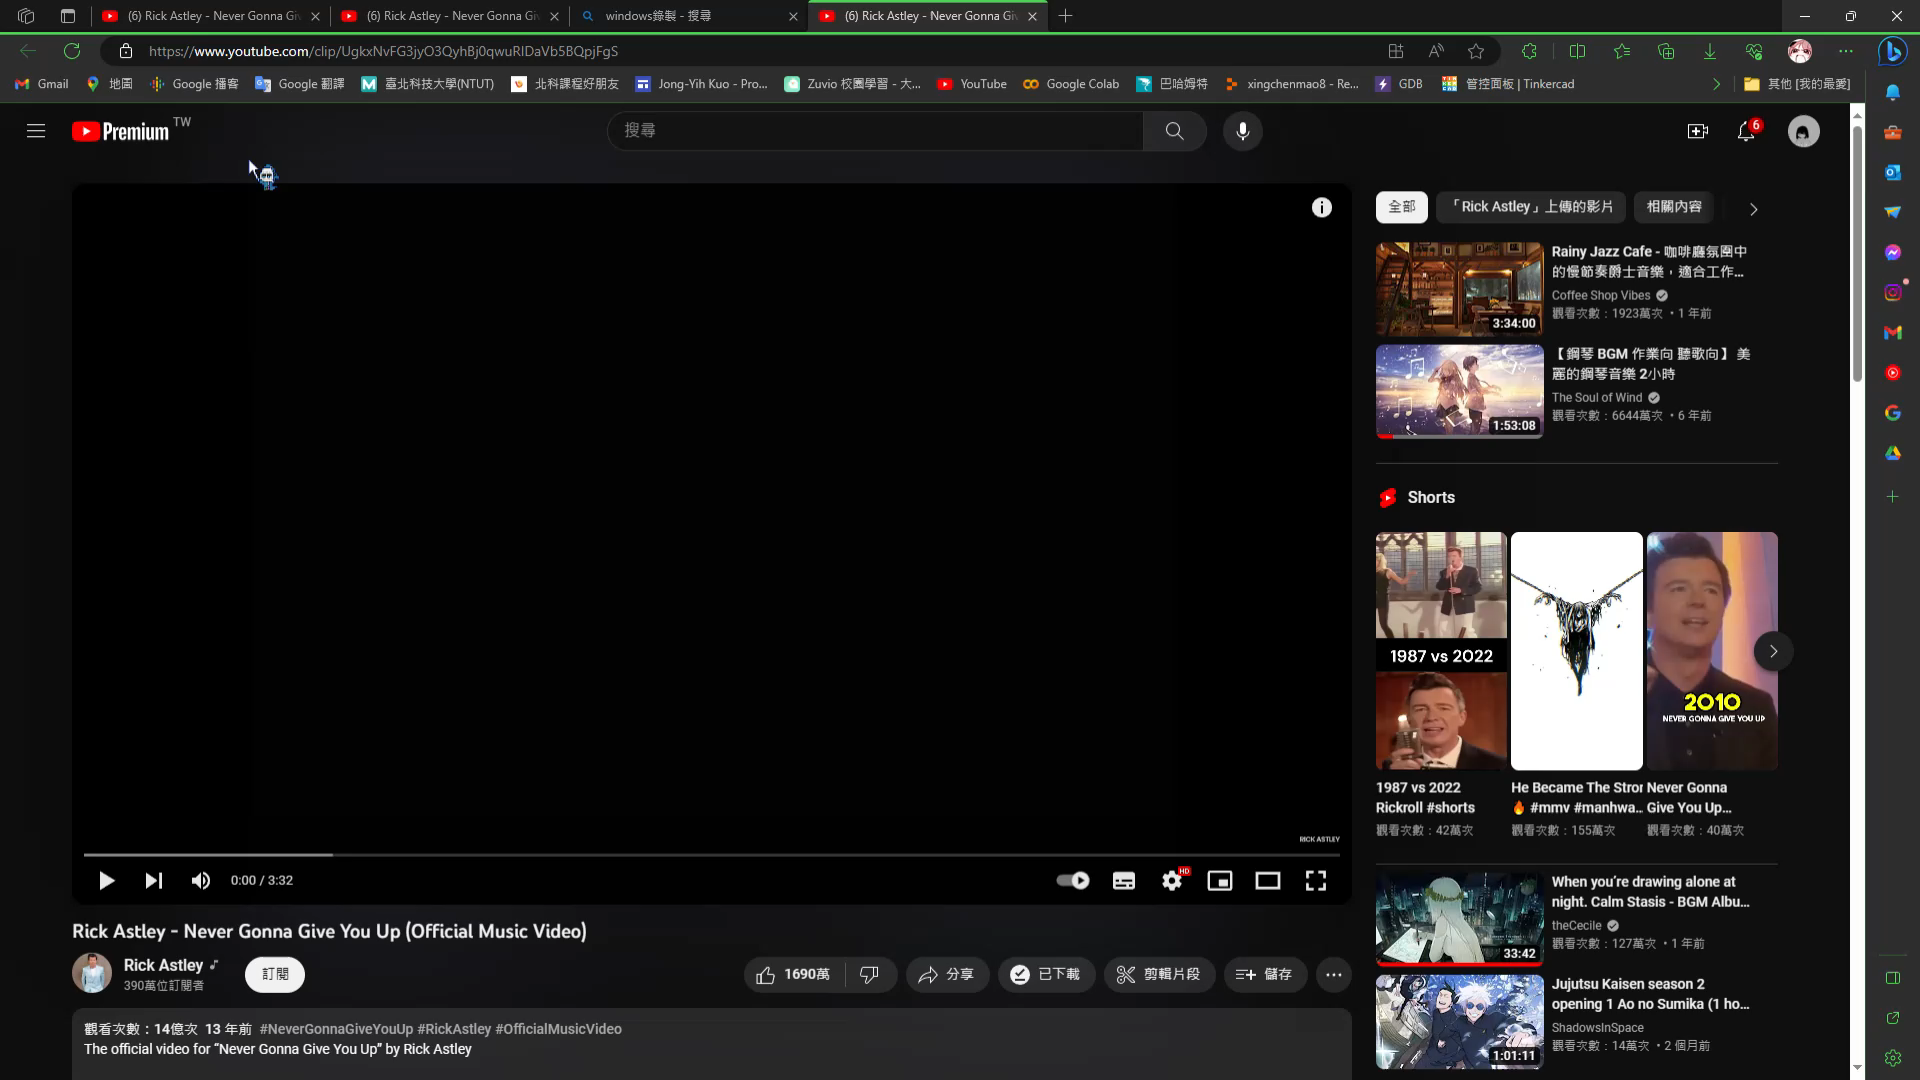 (6) Rick Astley - Never Gonna Gi
(6) Rick Astley - Never Gonna Gi
windows錄製 - 搜尋
(6) Rick Astley - Never Gonna Giv
https://www.youtube.com/clip/UgkxNvFG3jyO3QyhBj0qwuRlDaVb5BQpjFgS
Gmail
地圖
Google 播客
Google 翻譯
臺北科技大學(NTUT)
北科課程好朋友
Jong-Yih Kuo - Pro...
Zuvio 校園學習 - 大...
YouTube
Google Colab
巴哈姆特
xingchenmao8 - Re...
GDB
管控面板 | Tinkercad
其他 [我的最愛]
Premium TW
搜尋
6
全部
「Rick Astley」上傳的影片
相關內容
Rainy Jazz Cafe - 咖啡廳氛圍中
的慢節奏爵士音樂，適合工作...
Coffee Shop Vibes
觀看次數：1923萬次 • 1 年前
3:34:00
【鋼琴 BGM 作業向 聽歌向】 美
麗的鋼琴音樂 2小時
The Soul of Wind
觀看次數：6644萬次 • 6 年前
1:53:08
Shorts
1987 vs 2022
2010
NEVER GONNA GIVE YOU UP
1987 vs 2022
Rickroll #shorts
觀看次數：42萬次
He Became The Stror
🔥 #mmv #manhwa...
觀看次數：155萬次
Never Gonna
Give You Up...
觀看次數：40萬次
RICK ASTLEY
0:00 / 3:32
HD
Rick Astley - Never Gonna Give You Up (Official Music Video)
Rick Astley
390萬位訂閱者
訂閱
1690萬
分享
已下載
剪輯片段
儲存
觀看次數：14億次 13 年前 #NeverGonnaGiveYouUp #RickAstley #OfficialMusicVideo
The official video for “Never Gonna Give You Up” by Rick Astley
When you’re drawing alone at
night. Calm Stasis - BGM Albu...
theCecile
觀看次數：127萬次 • 1 年前
33:42
Jujutsu Kaisen season 2
opening 1 Ao no Sumika (1 ho...
ShadowsInSpace
觀看次數：14萬次 • 2 個月前
1:01:11